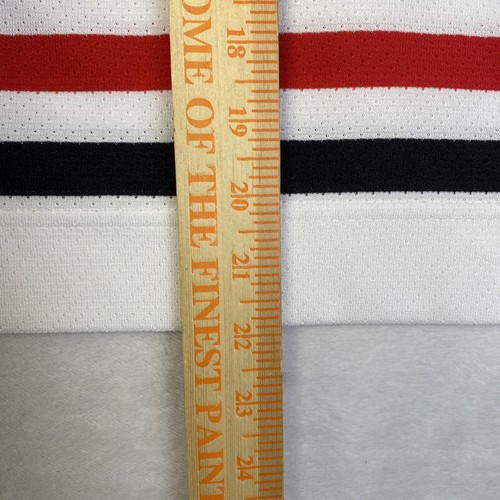 OME OF THE FINEST PAINT
18 19 20 21 22 23 24